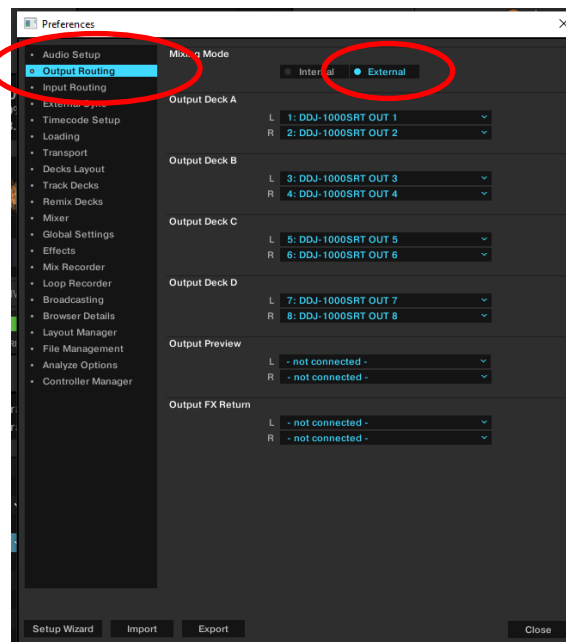 Preferences
Audio Setup
Output Routing
Input Routing
External Sync
Timecode Setup
Loading
Transport
Decks Layout
Track Decks
Remix Decks
Mixer
Global Settings
Effects
Mix Recorder
Loop Recorder
Broadcasting
Browser Details
Layout Manager
File Management
Analyze Options
Controller Manager
Mixing Mode
Internal External
Output Deck A
L 1: DDJ-1000SRT OUT 1
R 2: DDJ-1000SRT OUT 2
Output Deck B
L 3: DDJ-1000SRT OUT 3
R 4: DDJ-1000SRT OUT 4
Output Deck C
L 5: DDJ-1000SRT OUT 5
R 6: DDJ-1000SRT OUT 6
Output Deck D
L 7: DDJ-1000SRT OUT 7
R 8: DDJ-1000SRT OUT 8
Output Preview
L - not connected -
R - not connected -
Output FX Return
L - not connected -
R - not connected -
Setup Wizard Import Export Close